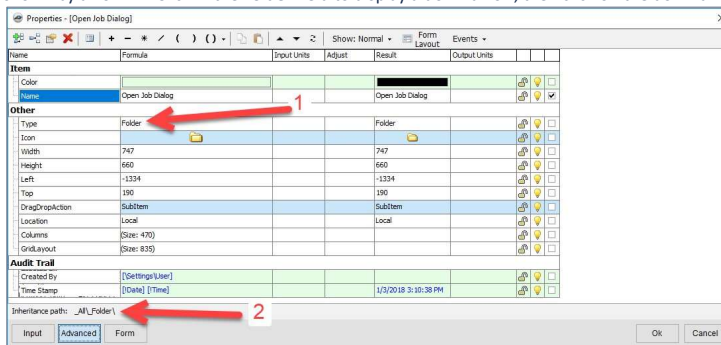 Properties - [Open Job Dialog]
+ - * / ( ) ( ) Show: Normal Form Layout Events
Name Formula Input Units Adjust Result Output Units
Item
Color
Name Open Job Dialog Open Job Dialog
1
Other
Type Folder Folder
Icon
Width 747 747
Height 660 660
Left -1334 -1334
Top 190 190
DragDropAction SubItem SubItem
Location Local Local
Columns (Size: 470)
GridLayout (Size: 835)
Audit Trail
Created By [\Settings\User]
Time Stamp [!Date] [!Time] 1/3/2018 3:10:38 PM
Inheritance path: _All\_Folder\
2
Input Advanced Form Ok Cancel